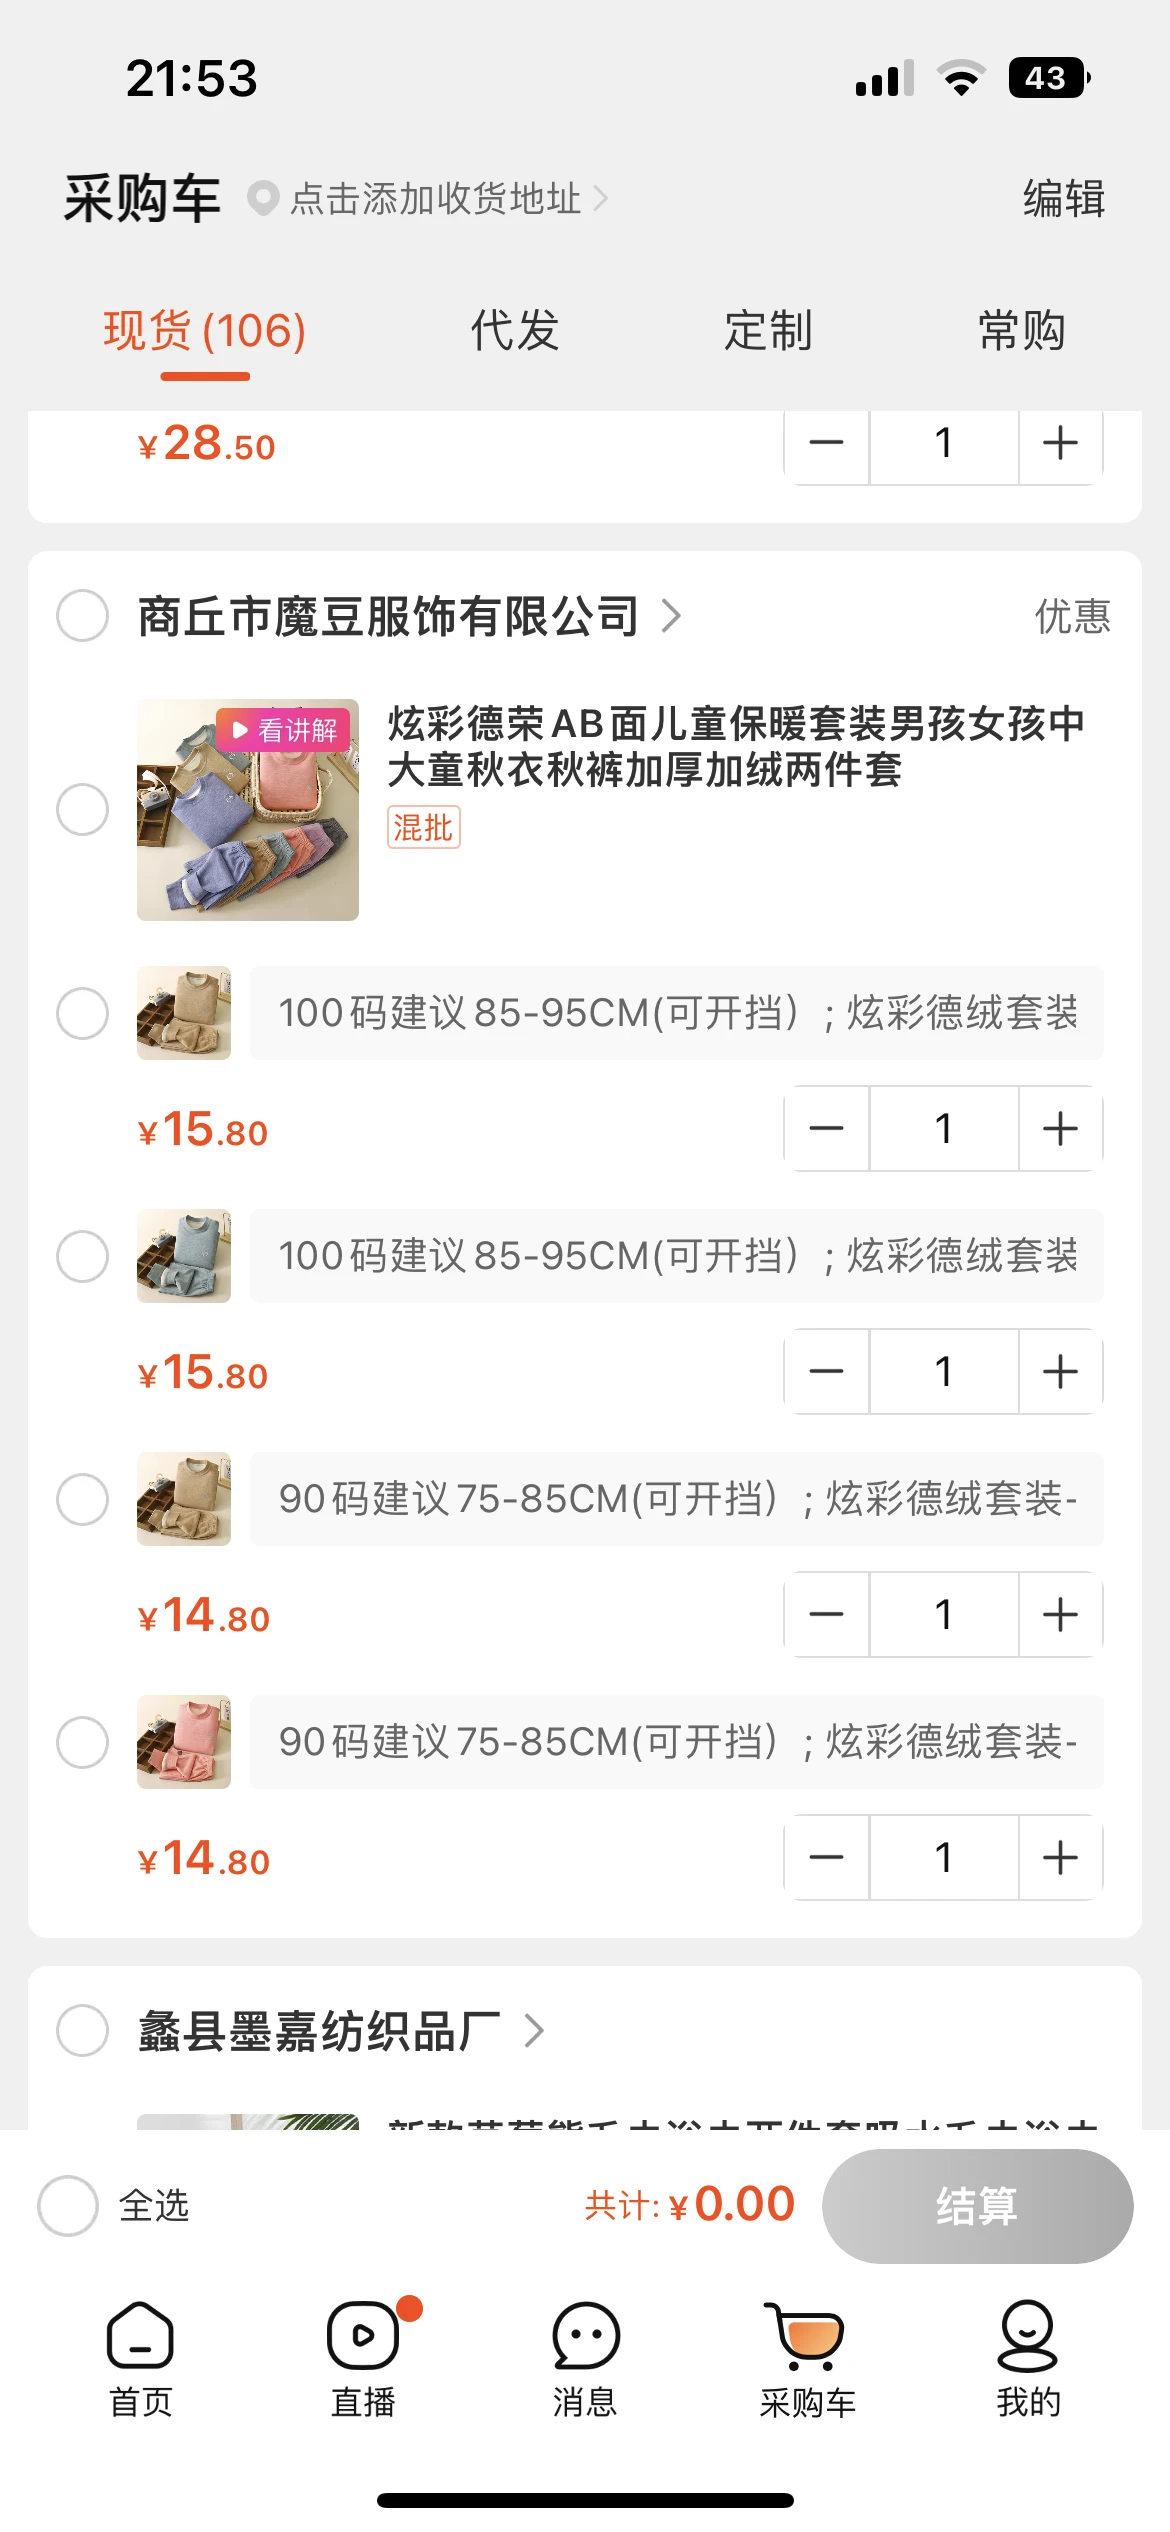 21:53
43
采购车
点击添加收货地址
编辑
现货(106)
代发
定制
常购
¥28.50
1
商丘市魔豆服饰有限公司
优惠
看讲解
炫彩德荣AB面儿童保暖套装男孩女孩中
大童秋衣秋裤加厚加绒两件套
混批
100码建议85-95CM(可开挡）;炫彩德绒套装
¥15.80
1
100码建议85-95CM(可开挡）;炫彩德绒套装
¥15.80
1
90码建议75-85CM(可开挡）;炫彩德绒套装-
¥14.80
1
90码建议75-85CM(可开挡）;炫彩德绒套装-
¥14.80
1
蠡县墨嘉纺织品厂
全选
共计:¥0.00
结算
首页
直播
消息
采购车
我的